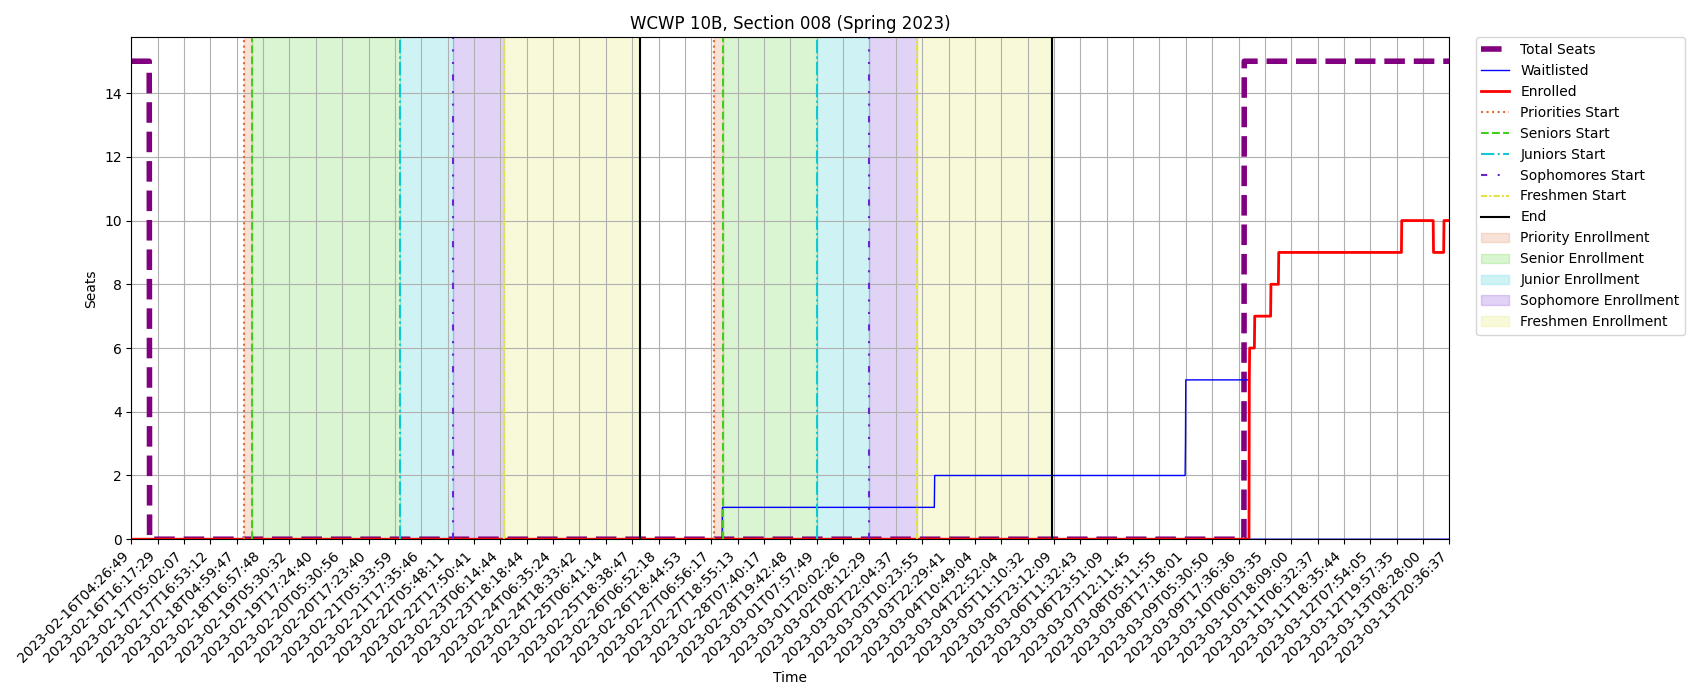 WCWP 10B, Section 008 (Spring 2023)
Total Seats
Waitlisted
Enrolled
Priorities Start
Seniors Start
Juniors Start
Sophomores Start
Freshmen Start
End
Priority Enrollment
Senior Enrollment
Junior Enrollment
Sophomore Enrollment
Freshmen Enrollment
Seats
14
12
10
8
6
4
2
0
2023-02-16T04:26:49
2023-02-16T16:17:29
2023-02-17T05:02:07
2023-02-17T16:53:12
2023-02-18T04:59:47
2023-02-18T16:57:48
2023-02-19T05:30:32
2023-02-19T17:24:40
2023-02-20T05:30:56
2023-02-20T17:23:40
2023-02-21T05:33:59
2023-02-21T17:35:46
2023-02-22T05:48:11
2023-02-22T17:50:41
2023-02-23T06:14:44
2023-02-23T18:18:44
2023-02-24T06:35:24
2023-02-24T18:33:42
2023-02-25T06:41:14
2023-02-25T18:38:47
2023-02-26T06:52:18
2023-02-26T18:44:53
2023-02-27T06:56:17
2023-02-27T18:55:13
2023-02-28T07:40:17
2023-02-28T19:42:48
2023-03-01T07:57:49
2023-03-01T20:02:26
2023-03-02T08:12:29
2023-03-02T22:04:37
2023-03-03T10:23:55
2023-03-03T22:29:41
2023-03-04T10:49:04
2023-03-04T22:52:04
2023-03-05T11:10:32
2023-03-05T23:12:09
2023-03-06T11:32:43
2023-03-06T23:51:09
2023-03-07T12:11:45
2023-03-08T05:11:55
2023-03-08T17:18:01
2023-03-09T05:30:50
2023-03-09T17:36:36
2023-03-10T06:03:35
2023-03-10T18:09:00
2023-03-11T06:32:37
2023-03-11T18:35:44
2023-03-12T07:54:05
2023-03-12T19:57:35
2023-03-13T08:28:00
2023-03-13T20:36:37
Time